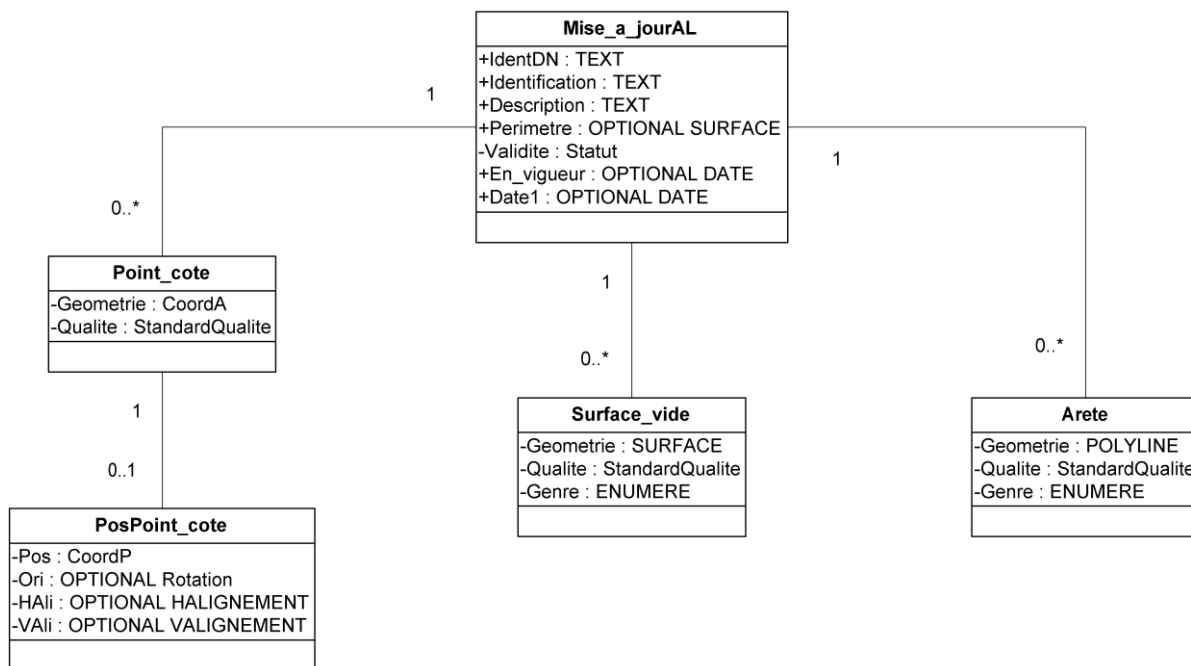 Mise_a_jourAL
+IdentDN : TEXT
+Identification : TEXT
+Description : TEXT
+Perimetre : OPTIONAL SURFACE
-Validite : Statut
+En_vigueur : OPTIONAL DATE
+Date1 : OPTIONAL DATE
1
0..*
1
0..*
1
0..*
Point_cote
-Geometrie : CoordA
-Qualite : StandardQualite
1
0..1
PosPoint_cote
-Pos : CoordP
-Ori : OPTIONAL Rotation
-HAli : OPTIONAL HALIGNEMENT
-VAli : OPTIONAL VALIGNEMENT
Surface_vide
-Geometrie : SURFACE
-Qualite : StandardQualite
-Genre : ENUMERE
Arete
-Geometrie : POLYLINE
-Qualite : StandardQualite
-Genre : ENUMERE